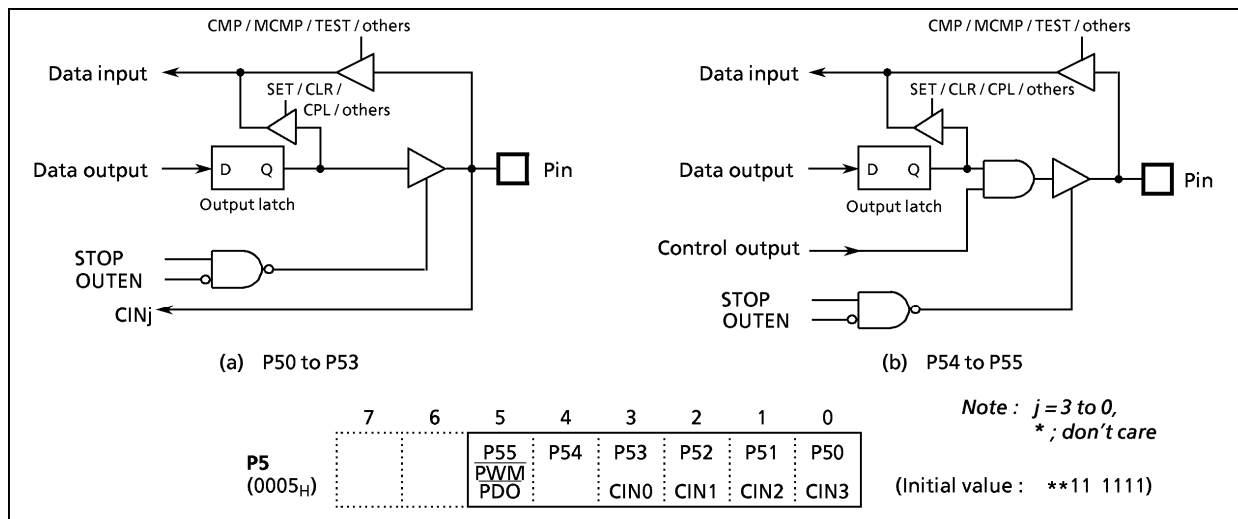 CMP / MCMP / TEST / others
Data input
SET / CLR /
CPL / others
Data output
D Q
Output latch
Pin
STOP
OUTEN
CINj
(a) P50 to P53
CMP / MCMP / TEST / others
Data input
SET / CLR / CPL / others
Data output
D Q
Output latch
Pin
Control output
STOP
OUTEN
(b) P54 to P55
7 6 5 4 3 2 1 0
P5
(0005H)
P55 P54 P53 P52 P51 P50
PWM
PDO CIN0 CIN1 CIN2 CIN3
Note : j = 3 to 0,
* ; don't care
(Initial value : **11 1111)